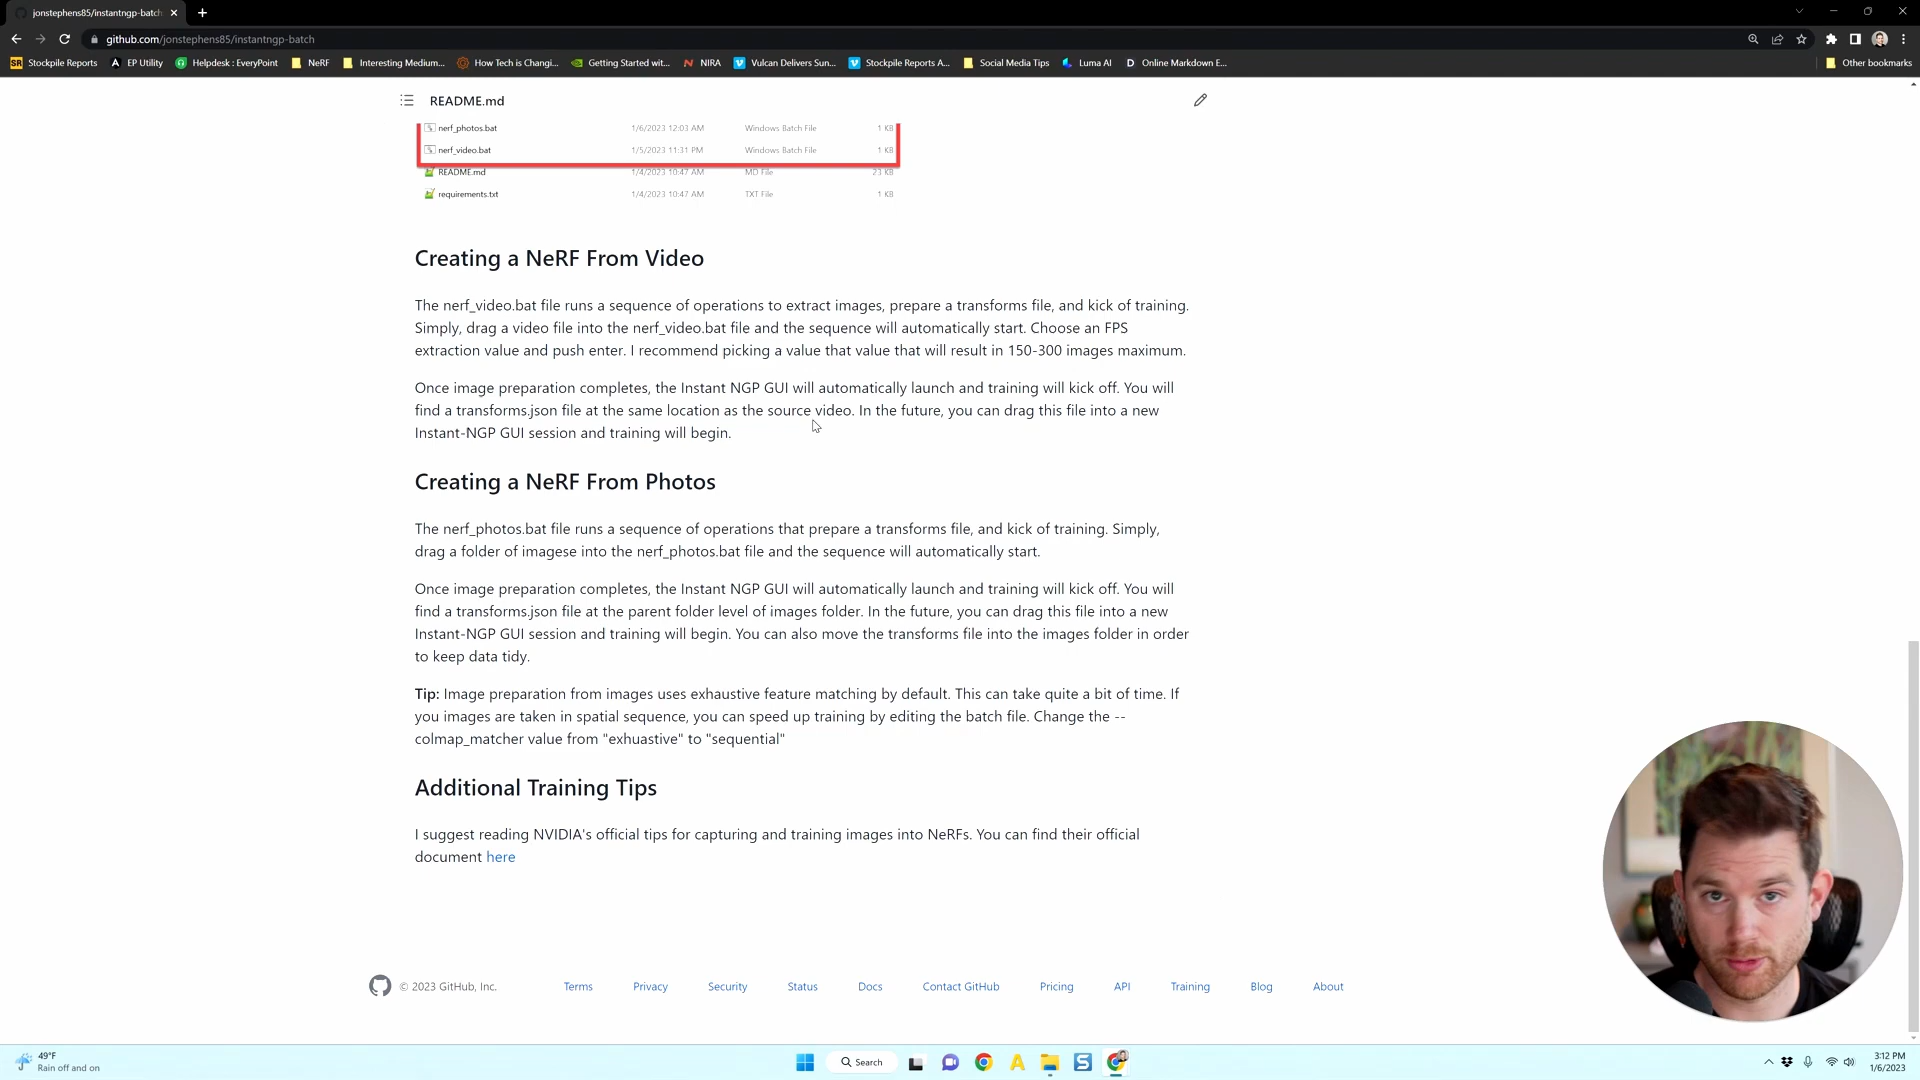 jonstephens85/instantngp-batch
github.com/jonstephens85/instantngp-batch
SR Stockpile Reports
EP Utility
Helpdesk : EveryPoint
NeRF
Interesting Medium...
How Tech is Changi...
Getting Started wit...
NIRA
Vulcan Delivers Sun...
Stockpile Reports A...
Social Media Tips
Luma AI
Online Markdown E...
Other bookmarks
README.md
nerf_photos.bat 1/6/2023 12:03 AM Windows Batch File 1 KB
nerf_video.bat 1/5/2023 11:31 PM Windows Batch File 1 KB
README.md 1/4/2023 10:47 AM MD File 23 KB
requirements.txt 1/4/2023 10:47 AM TXT File 1 KB
Creating a NeRF From Video
The nerf_video.bat file runs a sequence of operations to extract images, prepare a transforms file, and kick of training.
Simply, drag a video file into the nerf_video.bat file and the sequence will automatically start. Choose an FPS
extraction value and push enter. I recommend picking a value that value that will result in 150-300 images maximum.
Once image preparation completes, the Instant NGP GUI will automatically launch and training will kick off. You will
find a transforms.json file at the same location as the source video. In the future, you can drag this file into a new
Instant-NGP GUI session and training will begin.
Creating a NeRF From Photos
The nerf_photos.bat file runs a sequence of operations that prepare a transforms file, and kick of training. Simply,
drag a folder of imagese into the nerf_photos.bat file and the sequence will automatically start.
Once image preparation completes, the Instant NGP GUI will automatically launch and training will kick off. You will
find a transforms.json file at the parent folder level of images folder. In the future, you can drag this file into a new
Instant-NGP GUI session and training will begin. You can also move the transforms file into the images folder in order
to keep data tidy.
Tip: Image preparation from images uses exhaustive feature matching by default. This can take quite a bit of time. If
you images are taken in spatial sequence, you can speed up training by editing the batch file. Change the --
colmap_matcher value from "exhuastive" to "sequential"
Additional Training Tips
I suggest reading NVIDIA's official tips for capturing and training images into NeRFs. You can find their official
document here
© 2023 GitHub, Inc.
Terms
Privacy
Security
Status
Docs
Contact GitHub
Pricing
API
Training
Blog
About
49°F
Rain off and on
Search
3:12 PM
1/6/2023